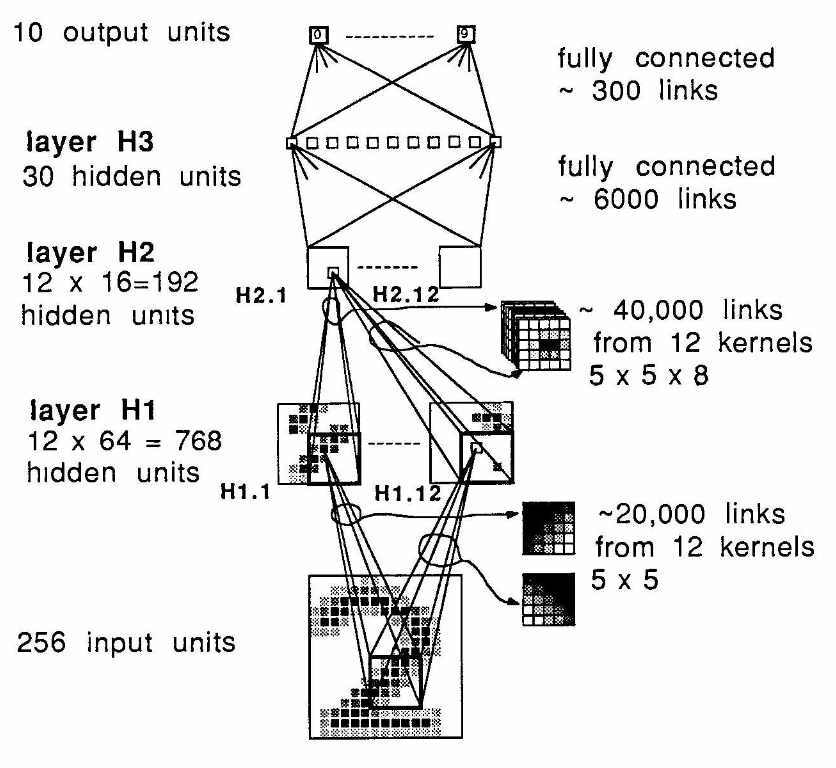 10 output units
0
9
fully connected
~ 300 links
layer H3
30 hidden units
fully connected
~ 6000 links
layer H2
12 x 16=192
hidden units
H2.1
H2.12
~ 40,000 links
from 12 kernels
5 x 5 x 8
layer H1
12 x 64 = 768
hidden units
H1.1
H1.12
~20,000 links
from 12 kernels
5 x 5
256 input units